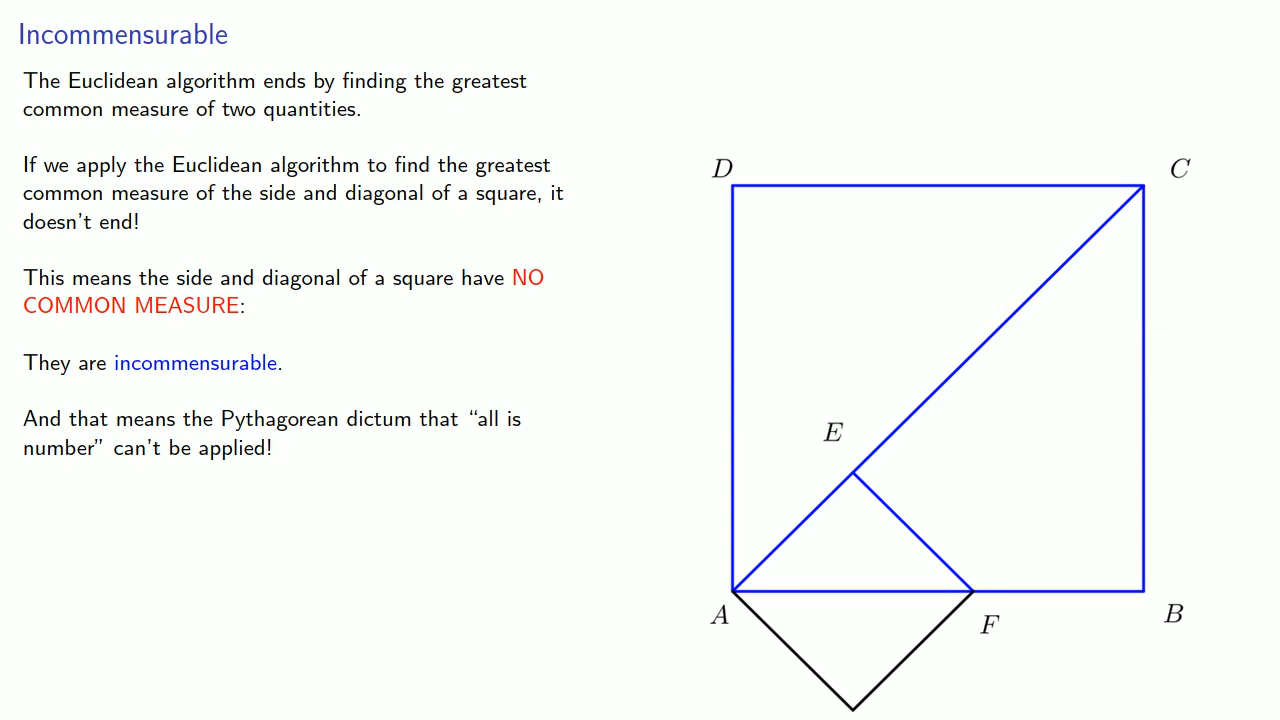 Incommensurable
The Euclidean algorithm ends by finding the greatest
common measure of two quantities.
If we apply the Euclidean algorithm to find the greatest
common measure of the side and diagonal of a square, it
doesn't end!
This means the side and diagonal of a square have NO
COMMON MEASURE:
They are incommensurable.
And that means the Pythagorean dictum that “all is
number” can't be applied!
D
C
E
A
F
B